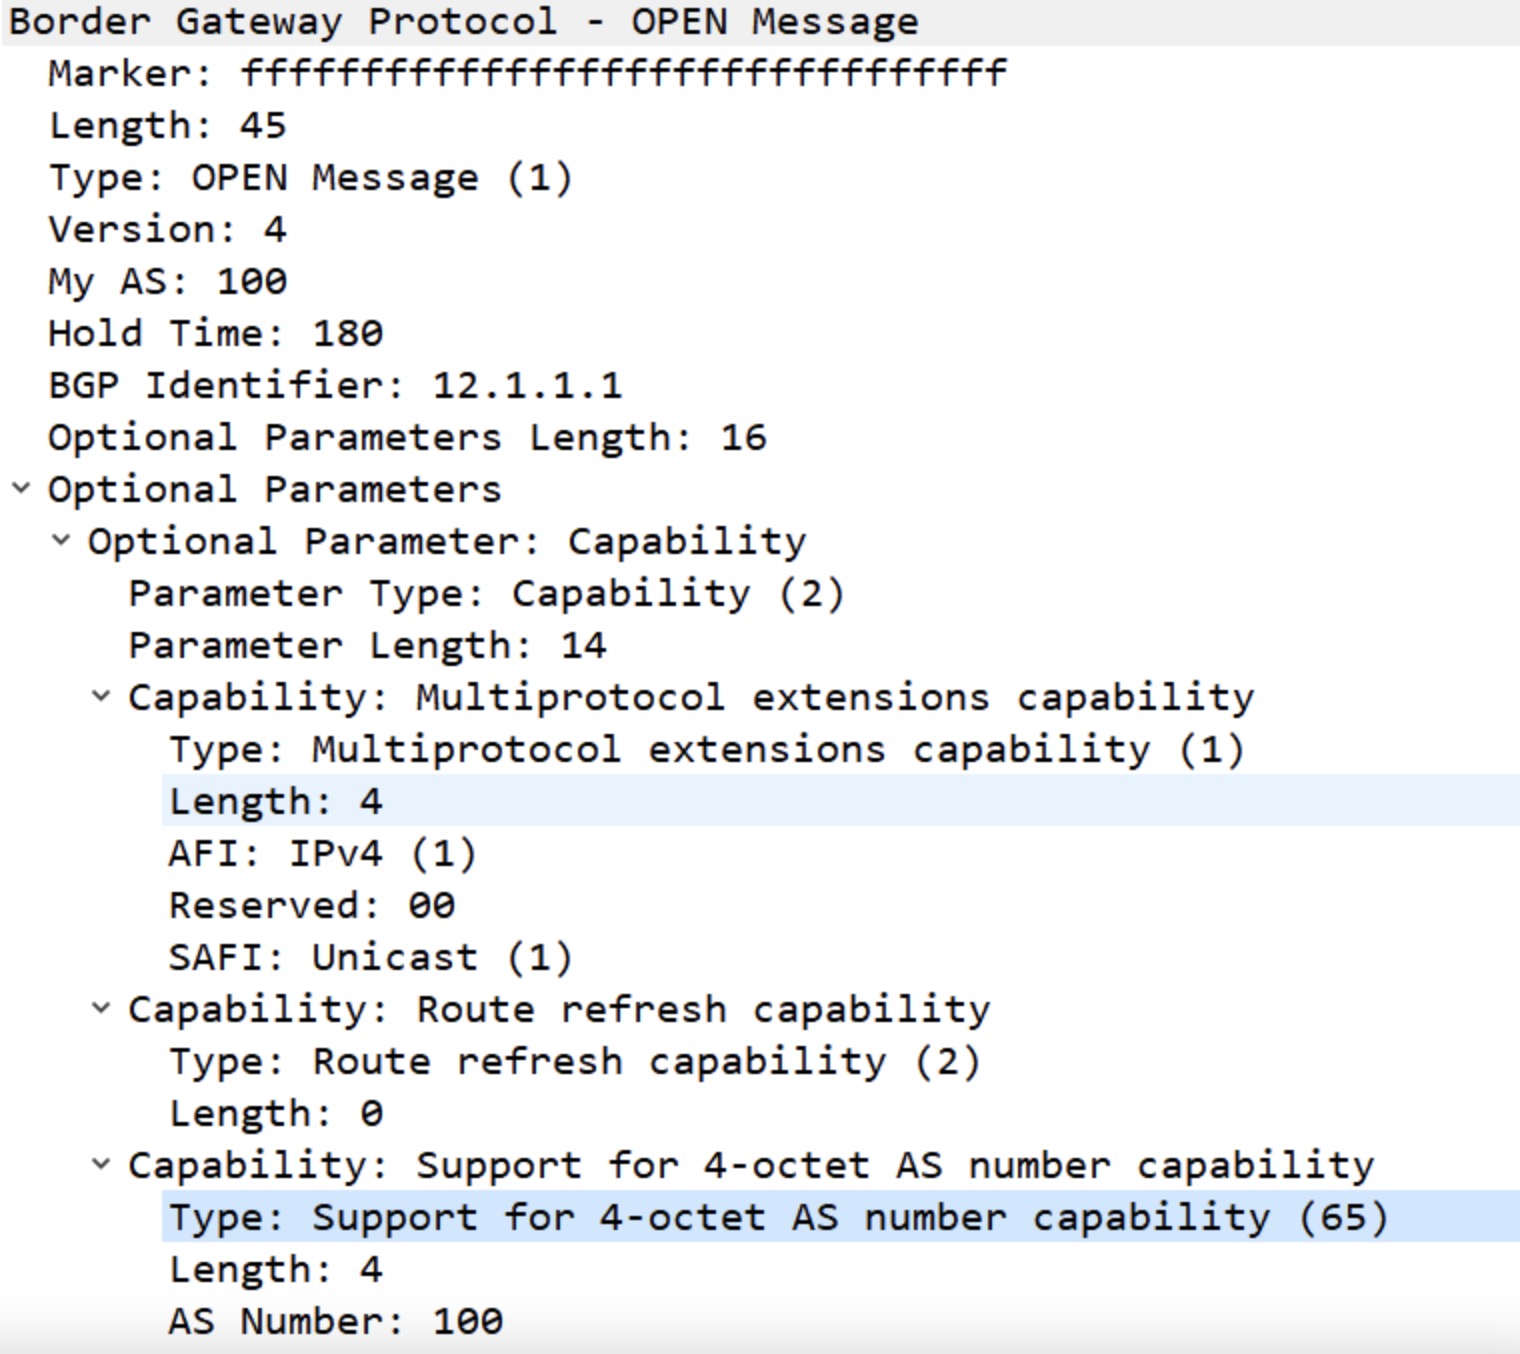 Border Gateway Protocol - OPEN Message
Marker: ffffffffffffffffffffffffffffffff
Length: 45
Type: OPEN Message (1)
Version: 4
My AS: 100
Hold Time: 180
BGP Identifier: 12.1.1.1
Optional Parameters Length: 16
Optional Parameters
Optional Parameter: Capability
Parameter Type: Capability (2)
Parameter Length: 14
Capability: Multiprotocol extensions capability
Type: Multiprotocol extensions capability (1)
Length: 4
AFI: IPv4 (1)
Reserved: 00
SAFI: Unicast (1)
Capability: Route refresh capability
Type: Route refresh capability (2)
Length: 0
Capability: Support for 4-octet AS number capability
Type: Support for 4-octet AS number capability (65)
Length: 4
AS Number: 100